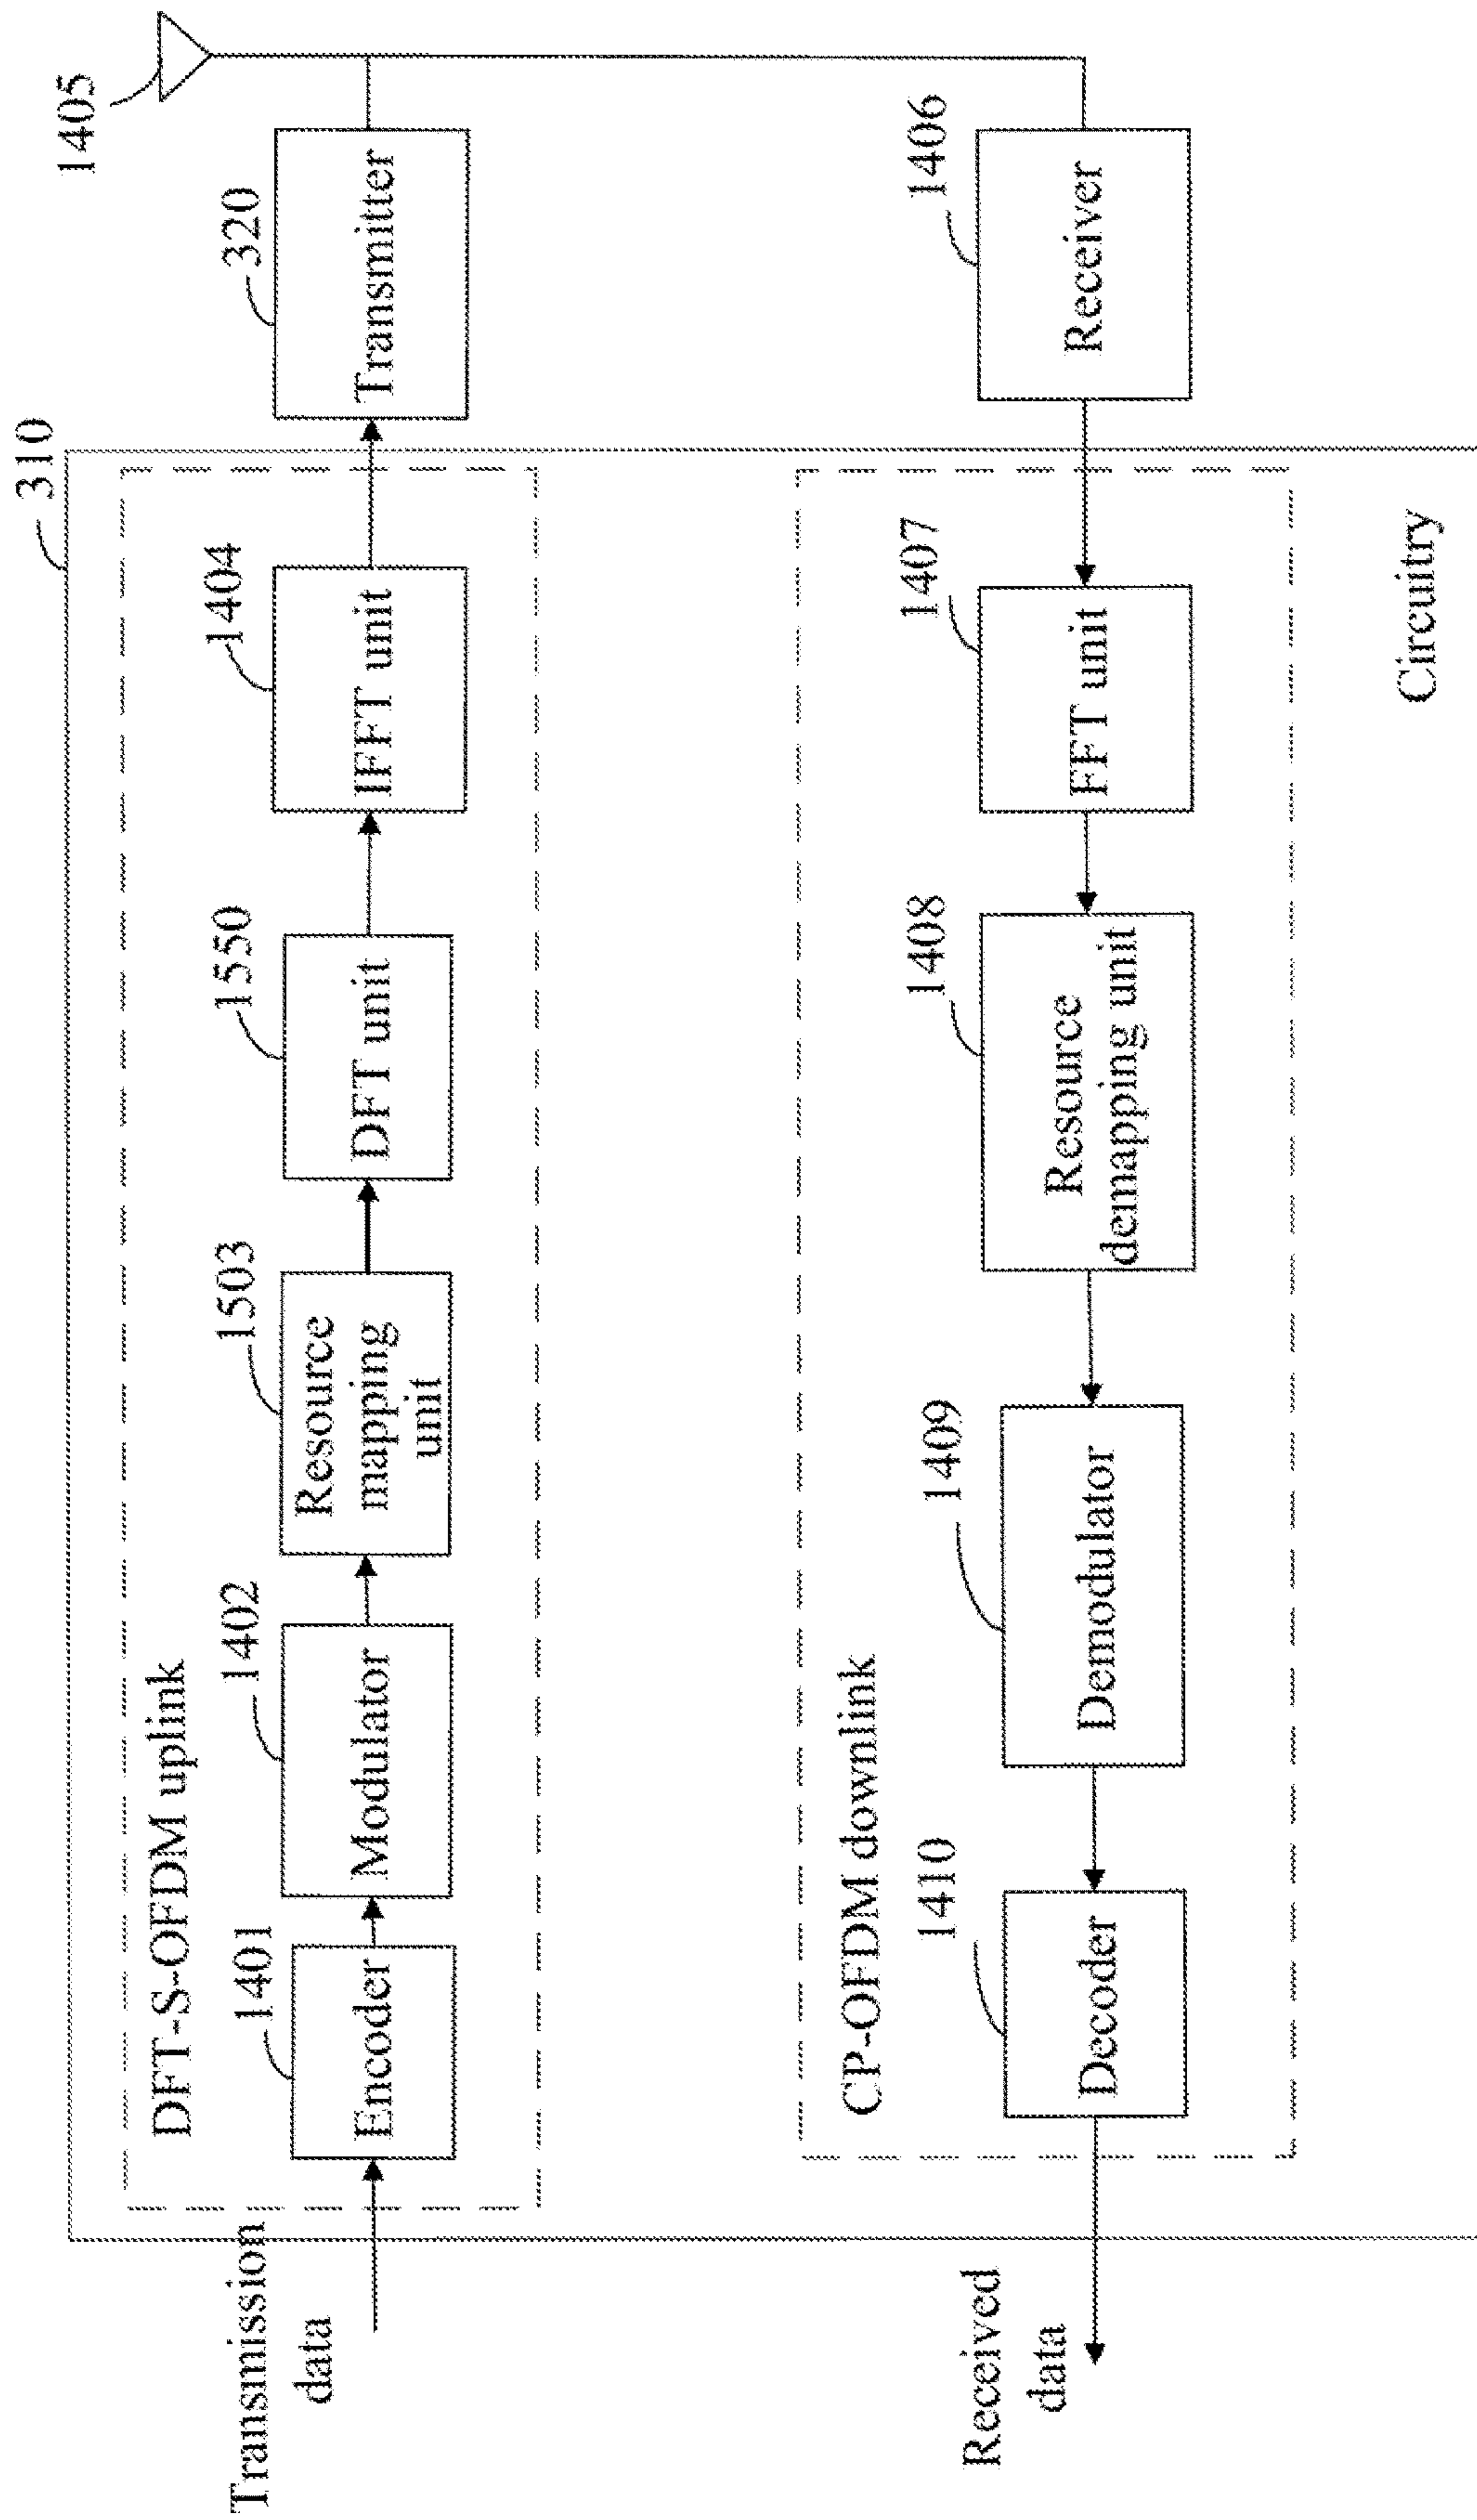 310
1405
DFT-S-OFDM uplink
Transmission
data
1401
Encoder
1402
Modulator
1503
Resource
mapping
unit
1550
DFT unit
1404
IFFT unit
320
Transmitter
CP-OFDM downlink
Received
data
1410
Decoder
1409
Demodulator
1408
Resource
demapping unit
1407
FFT unit
1406
Receiver
Circuitry